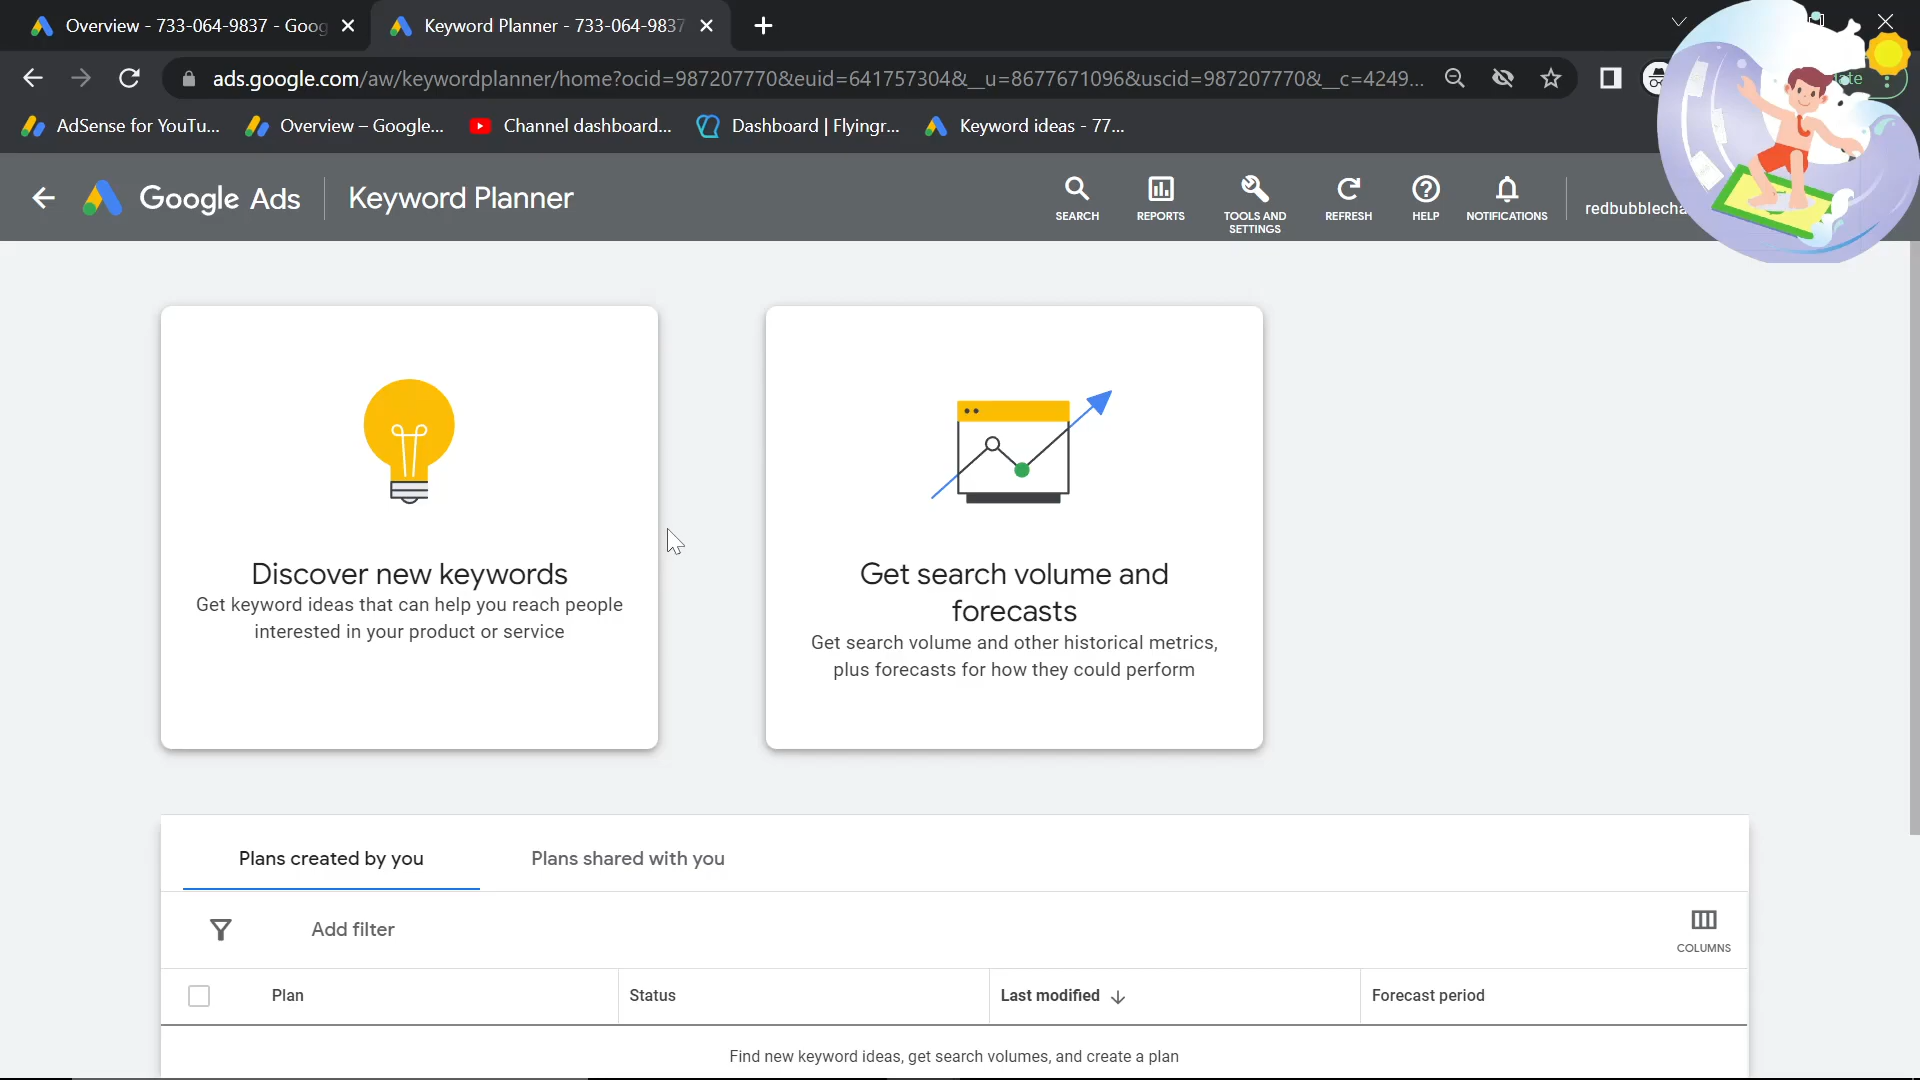 Overview - 733-064-9837 - Goog
Keyword Planner - 733-064-9837
ads.google.com/aw/keywordplanner/home?ocid=987207770&euid=641757304&__u=8677671096&uscid=987207770&__c=4249...
AdSense for YouTu...
Overview – Google...
Channel dashboard...
Dashboard | Flyingr...
Keyword ideas - 77...
Google Ads
Keyword Planner
SEARCH
REPORTS
TOOLS AND
SETTINGS
REFRESH
HELP
NOTIFICATIONS
redbubblecha
Discover new keywords
Get keyword ideas that can help you reach people
interested in your product or service
Get search volume and
forecasts
Get search volume and other historical metrics,
plus forecasts for how they could perform
Plans created by you
Plans shared with you
Add filter
COLUMNS
Plan
Status
Last modified
Forecast period
Find new keyword ideas, get search volumes, and create a plan